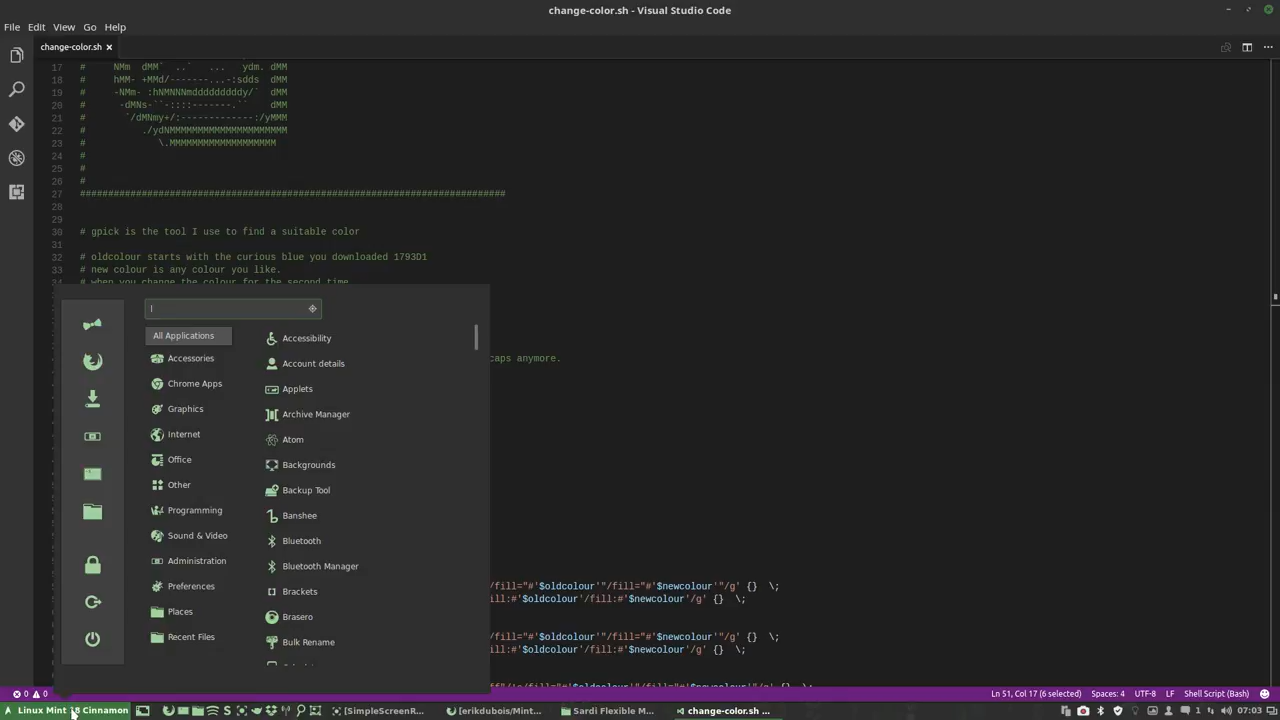 change-color.sh - Visual Studio Code
File Edit View Go Help
change-color.sh ×
17 # NMm dMM` ..` ... ydm. dMM
18 # hMM- +MMd/-------...-:sdds dMM
19 # -NMm- :hNMNNNmdddddddddy/` dMM
20 # -dMNs-``-::::-------.`` dMM
21 # `/dMNmy+/:-------------:/yMMM
22 # ./ydNMMMMMMMMMMMMMMMMMMMMM
23 # \.MMMMMMMMMMMMMMMMMMM
24 #
25 #
26 #
27 ############################################################################
28
29
30 # gpick is the tool I use to find a suitable color
31
32 # oldcolour starts with the curious blue you downloaded 1793D1
33 # new colour is any colour you like.
34 # when you change the colour for the second time
caps anymore.
All Applications
Accessories
Chrome Apps
Graphics
Internet
Office
Other
Programming
Sound & Video
Administration
Preferences
Places
Recent Files
Accessibility
Account details
Applets
Archive Manager
Atom
Backgrounds
Backup Tool
Banshee
Bluetooth
Bluetooth Manager
Brackets
Brasero
Bulk Rename
/fill="#'$oldcolour'"/fill="#'$newcolour'"/g' {} \;
ill:#'$oldcolour'/fill:#'$newcolour'/g' {} \;
/fill="#'$oldcolour'"/fill="#'$newcolour'"/g' {} \;
ill:#'$oldcolour'/fill:#'$newcolour'/g' {} \;
0 0
Ln 51, Col 17 (6 selected) Spaces: 4 UTF-8 LF Shell Script (Bash)
Linux Mint 18 Cinnamon
[SimpleScreenR... [erikdubois/Mint... Sardi Flexible M... change-color.sh ... 1 07:03